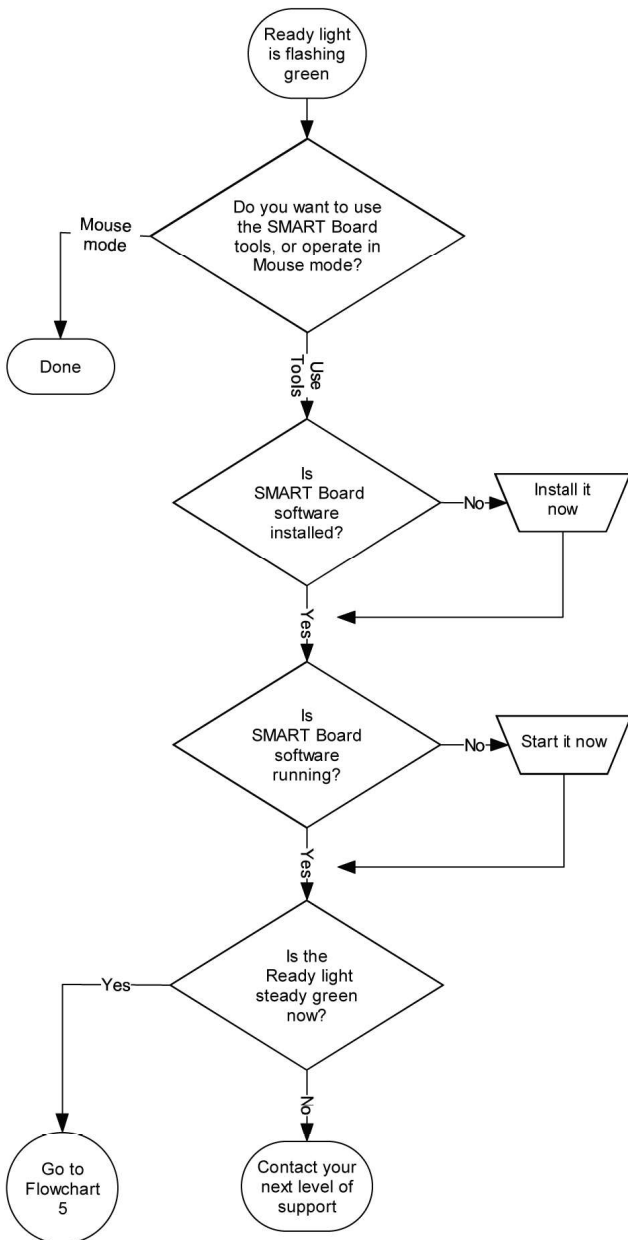 Ready light
is flashing
green
Do you want to use
the SMART Board
tools, or operate in
Mouse mode?
Mouse
mode
Done
Use
Tools
Is
SMART Board
software
installed?
No
Install it
now
Yes
Is
SMART Board
software
running?
No
Start it now
Yes
Is the
Ready light
steady green
now?
Yes
No
Go to
Flowchart
5
Contact your
next level of
support